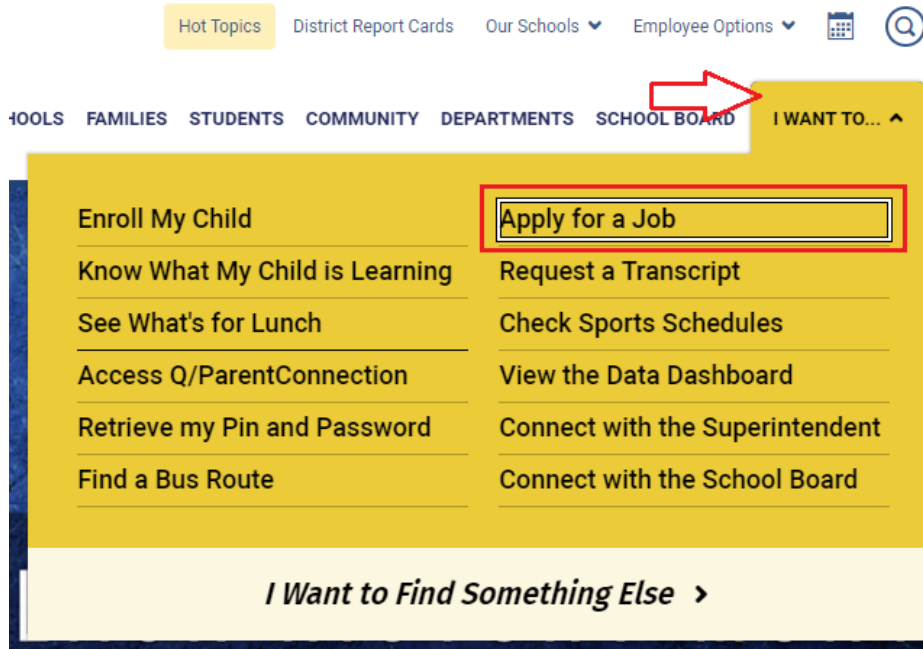 Hot Topics District Report Cards Our Schools Employee Options
HOOLS FAMILIES STUDENTS COMMUNITY DEPARTMENTS SCHOOL BOARD I WANT TO...
Enroll My Child
Know What My Child is Learning
See What's for Lunch
Access Q/ParentConnection
Retrieve my Pin and Password
Find a Bus Route
Apply for a Job
Request a Transcript
Check Sports Schedules
View the Data Dashboard
Connect with the Superintendent
Connect with the School Board
I Want to Find Something Else >